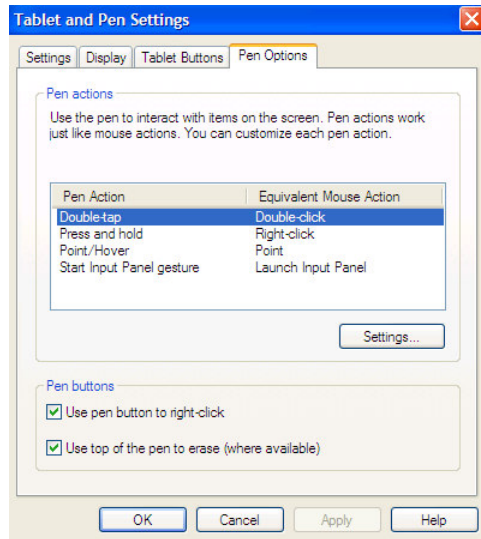 Tablet and Pen Settings
Settings Display Tablet Buttons Pen Options
Pen actions
Use the pen to interact with items on the screen. Pen actions work
just like mouse actions. You can customize each pen action.
Pen Action Equivalent Mouse Action
Double-tap Double-click
Press and hold Right-click
Point/Hover Point
Start Input Panel gesture Launch Input Panel
Settings...
Pen buttons
Use pen button to right-click
Use top of the pen to erase (where available)
OK Cancel Apply Help